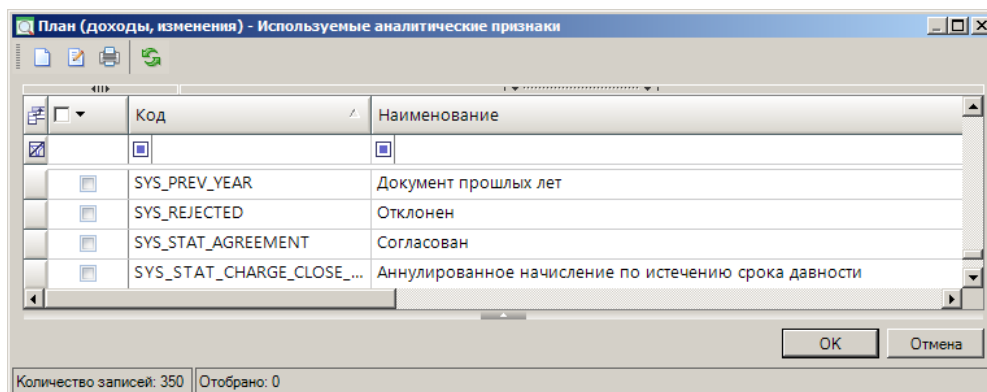 План (доходы, изменения) - Используемые аналитические признаки
Код Наименование
SYS_PREV_YEAR Документ прошлых лет
SYS_REJECTED Отклонен
SYS_STAT_AGREEMENT Согласован
SYS_STAT_CHARGE_CLOSE_... Аннулированное начисление по истечению срока давности
OK Отмена
Количество записей: 350 Отобрано: 0